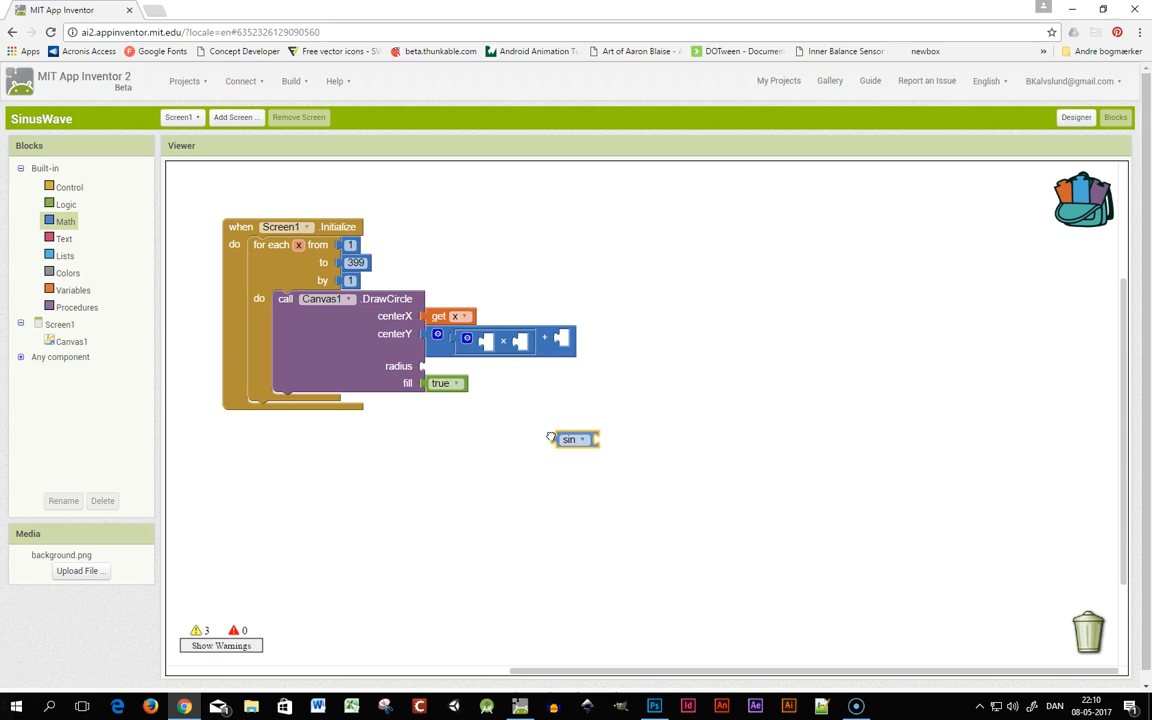 MIT App Inventor
ai2.appinventor.mit.edu/?locale=en#6352326129090560
Apps Acronis Access Google Fonts Concept Developer Free vector icons - SV beta.thunkable.com Android Animation Tu Art of Aaron Blaise – DOTween - Documen Inner Balance Sensor newbox » Andre bogmærker
MIT App Inventor 2
Beta
Projects Connect Build Help My Projects Gallery Guide Report an Issue English BKalvslund@gmail.com
SinusWave Screen1 Add Screen ... Remove Screen Designer Blocks
Blocks Viewer
Built-in
Control
Logic
Math
Text
Lists
Colors
Variables
Procedures
Screen1
Canvas1
Any component
Rename Delete
Media
background.png
Upload File ...
when Screen1 .Initialize
do for each x from 1
to 399
by 1
do call Canvas1 .DrawCircle
centerX get x
centerY × +
radius
fill true
sin
3 0
Show Warnings
DAN 22:10
08-05-2017